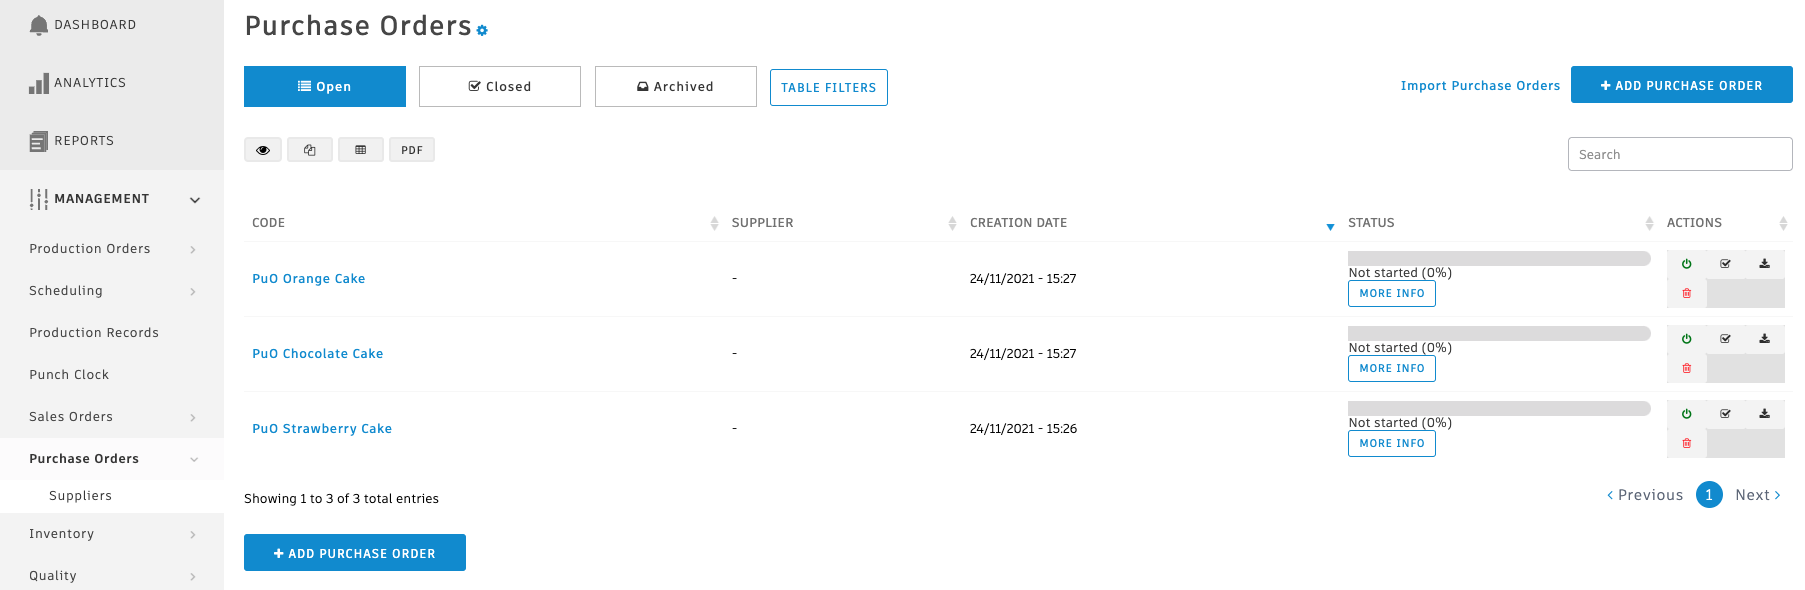 DASHBOARD
ANALYTICS
REPORTS
MANAGEMENT
Production Orders
Scheduling
Production Records
Punch Clock
Sales Orders
Purchase Orders
Suppliers
Inventory
Quality
Purchase Orders
Open
Closed
Archived
TABLE FILTERS
Import Purchase Orders
+ ADD PURCHASE ORDER
PDF
Search
CODE SUPPLIER CREATION DATE STATUS ACTIONS
PuO Orange Cake - 24/11/2021 - 15:27 Not started (0%)
MORE INFO
PuO Chocolate Cake - 24/11/2021 - 15:27 Not started (0%)
MORE INFO
PuO Strawberry Cake - 24/11/2021 - 15:26 Not started (0%)
MORE INFO
Showing 1 to 3 of 3 total entries
Previous 1 Next
+ ADD PURCHASE ORDER